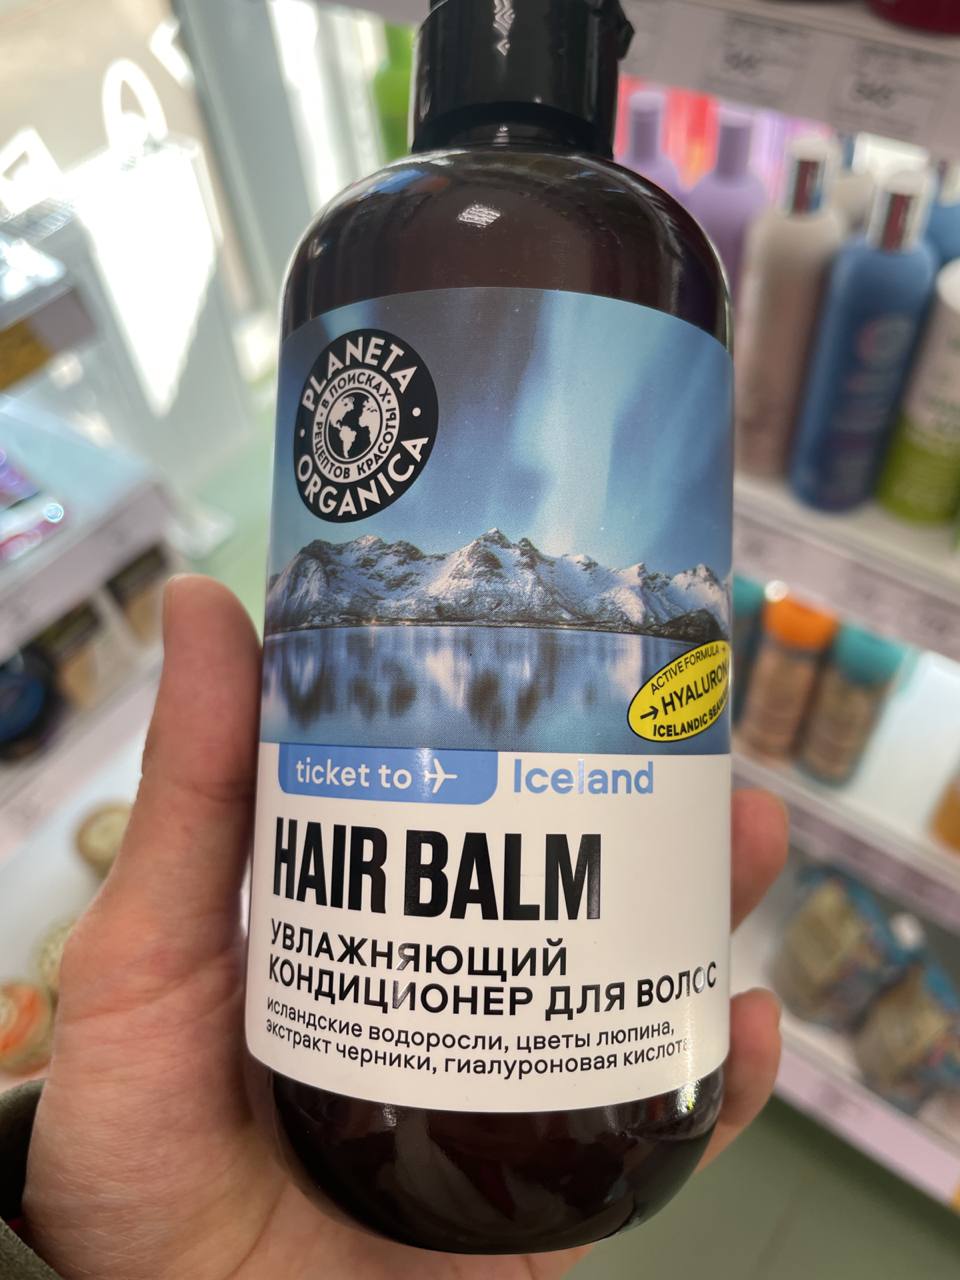 PLANETA
ORGANICA
В ПОИСКАХ
РЕЦЕПТОВ КРАСОТЫ
ACTIVE FORMULA
→ HYALURON
ICELANDIC
ticket to Iceland
HAIR BALM
УВЛАЖНЯЮЩИЙ
КОНДИЦИОНЕР ДЛЯ ВОЛОС
исландские водоросли, цветы люпина,
экстракт черники, гиалуроновая кислота